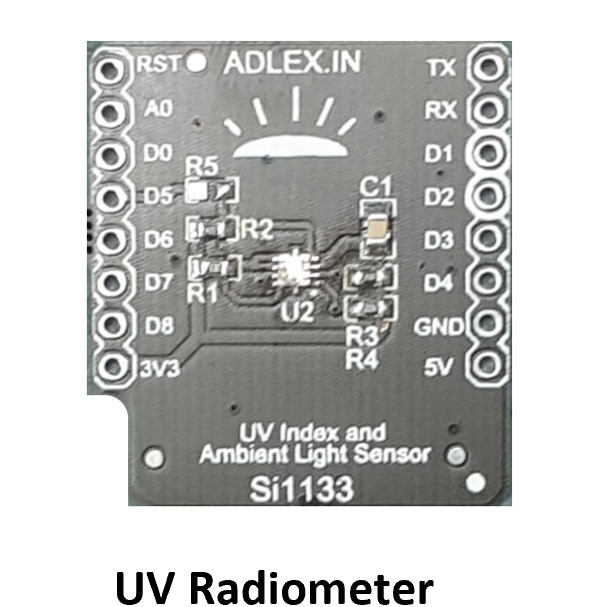 RST ADLEX.IN TX
A0 RX
D0 D1
R5
D5 C1 D2
D6 R2 D3
D7 R1 D4
U2
D8 R3 GND
3V3 R4 5V
UV Index and
Ambient Light Sensor
Si1133
UV Radiometer